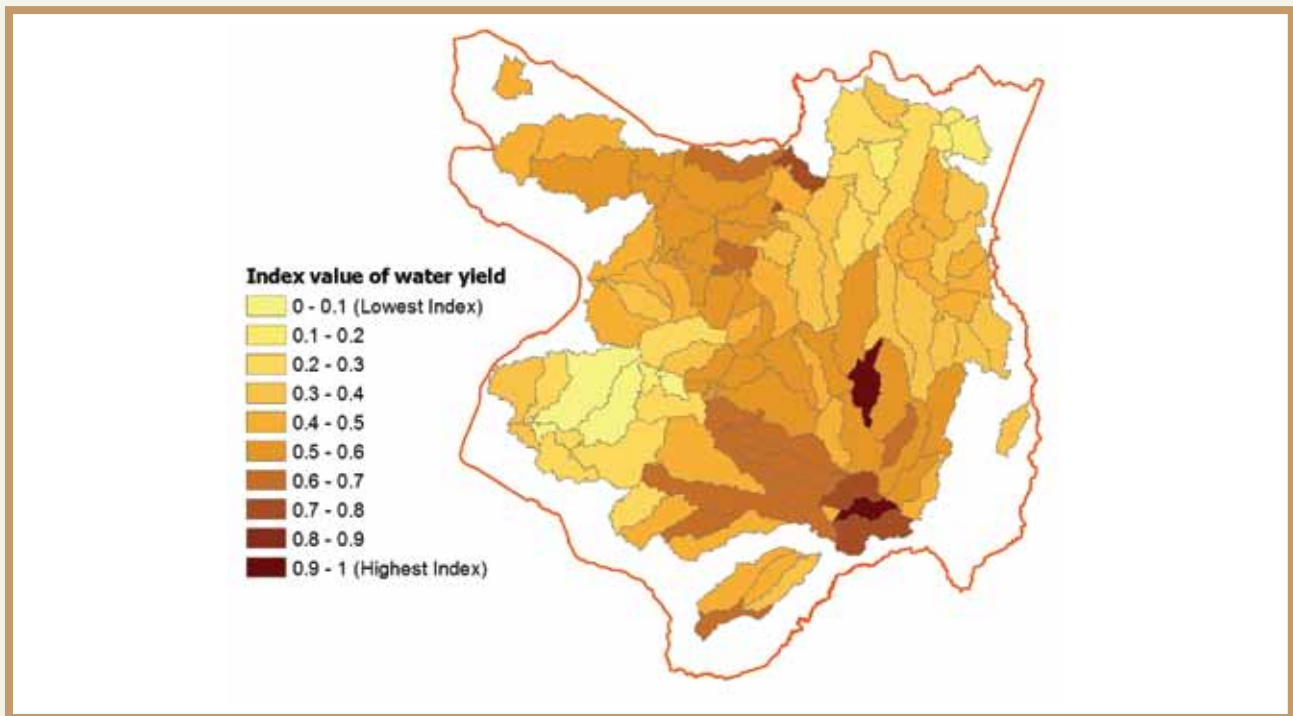 Index value of water yield
0 - 0.1 (Lowest Index)
0.1 - 0.2
0.2 - 0.3
0.3 - 0.4
0.4 - 0.5
0.5 - 0.6
0.6 - 0.7
0.7 - 0.8
0.8 - 0.9
0.9 - 1 (Highest Index)